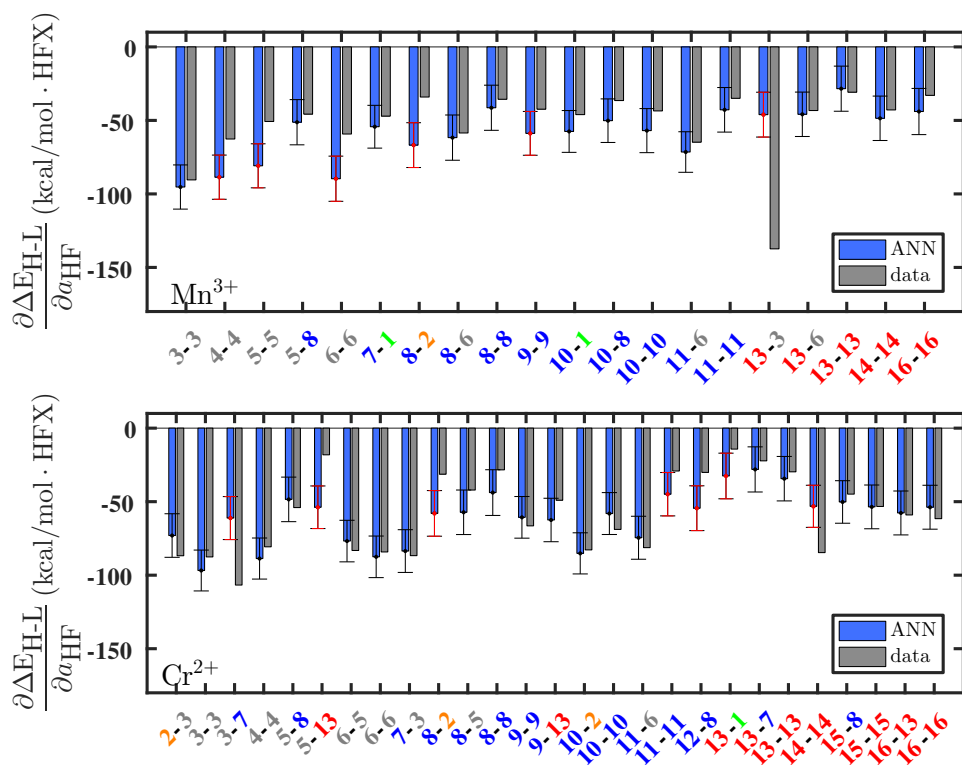 0
-50
-100
-150
∂ΔE_H-L / ∂a_HF (kcal/mol · HFX)
Mn³⁺
ANN
data
3-3 4-4 5-5 5-8 6-6 7-1 8-2 8-6 8-8 9-9 10-1 10-8 10-10 11-6 11-11 13-3 13-6 13-13 14-14 16-16
0
-50
-100
-150
∂ΔE_H-L / ∂a_HF (kcal/mol · HFX)
Cr²⁺
ANN
data
2-3 3-3 3-7 4-4 5-8 5-13 6-5 6-6 7-3 8-2 8-5 8-8 9-9 9-13 10-2 10-10 11-6 11-11 12-8 13-1 13-7 13-13 14-14 15-8 15-15 16-13 16-16